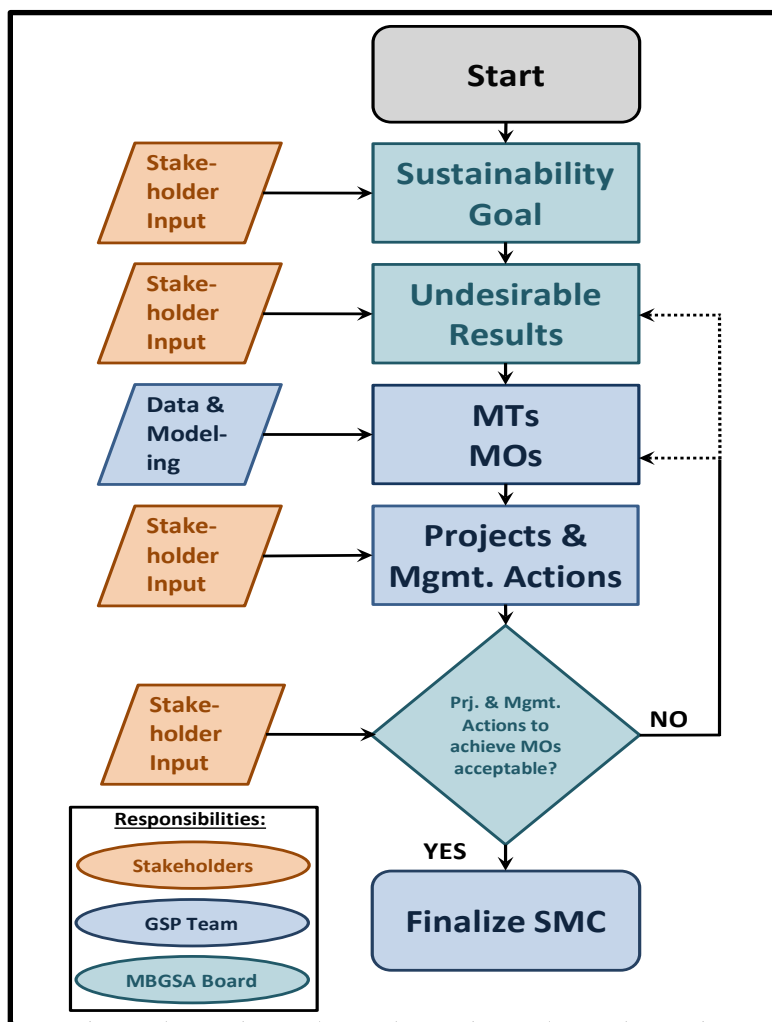 Start
Stake-
holder
Input
Sustainability
Goal
Stake-
holder
Input
Undesirable
Results
Data &
Model-
ing
MTs
MOs
Stake-
holder
Input
Projects &
Mgmt. Actions
Stake-
holder
Input
Prj. & Mgmt.
Actions to
achieve MOs
acceptable?
NO
YES
Responsibilities:
Stakeholders
GSP Team
MBGSA Board
Finalize SMC